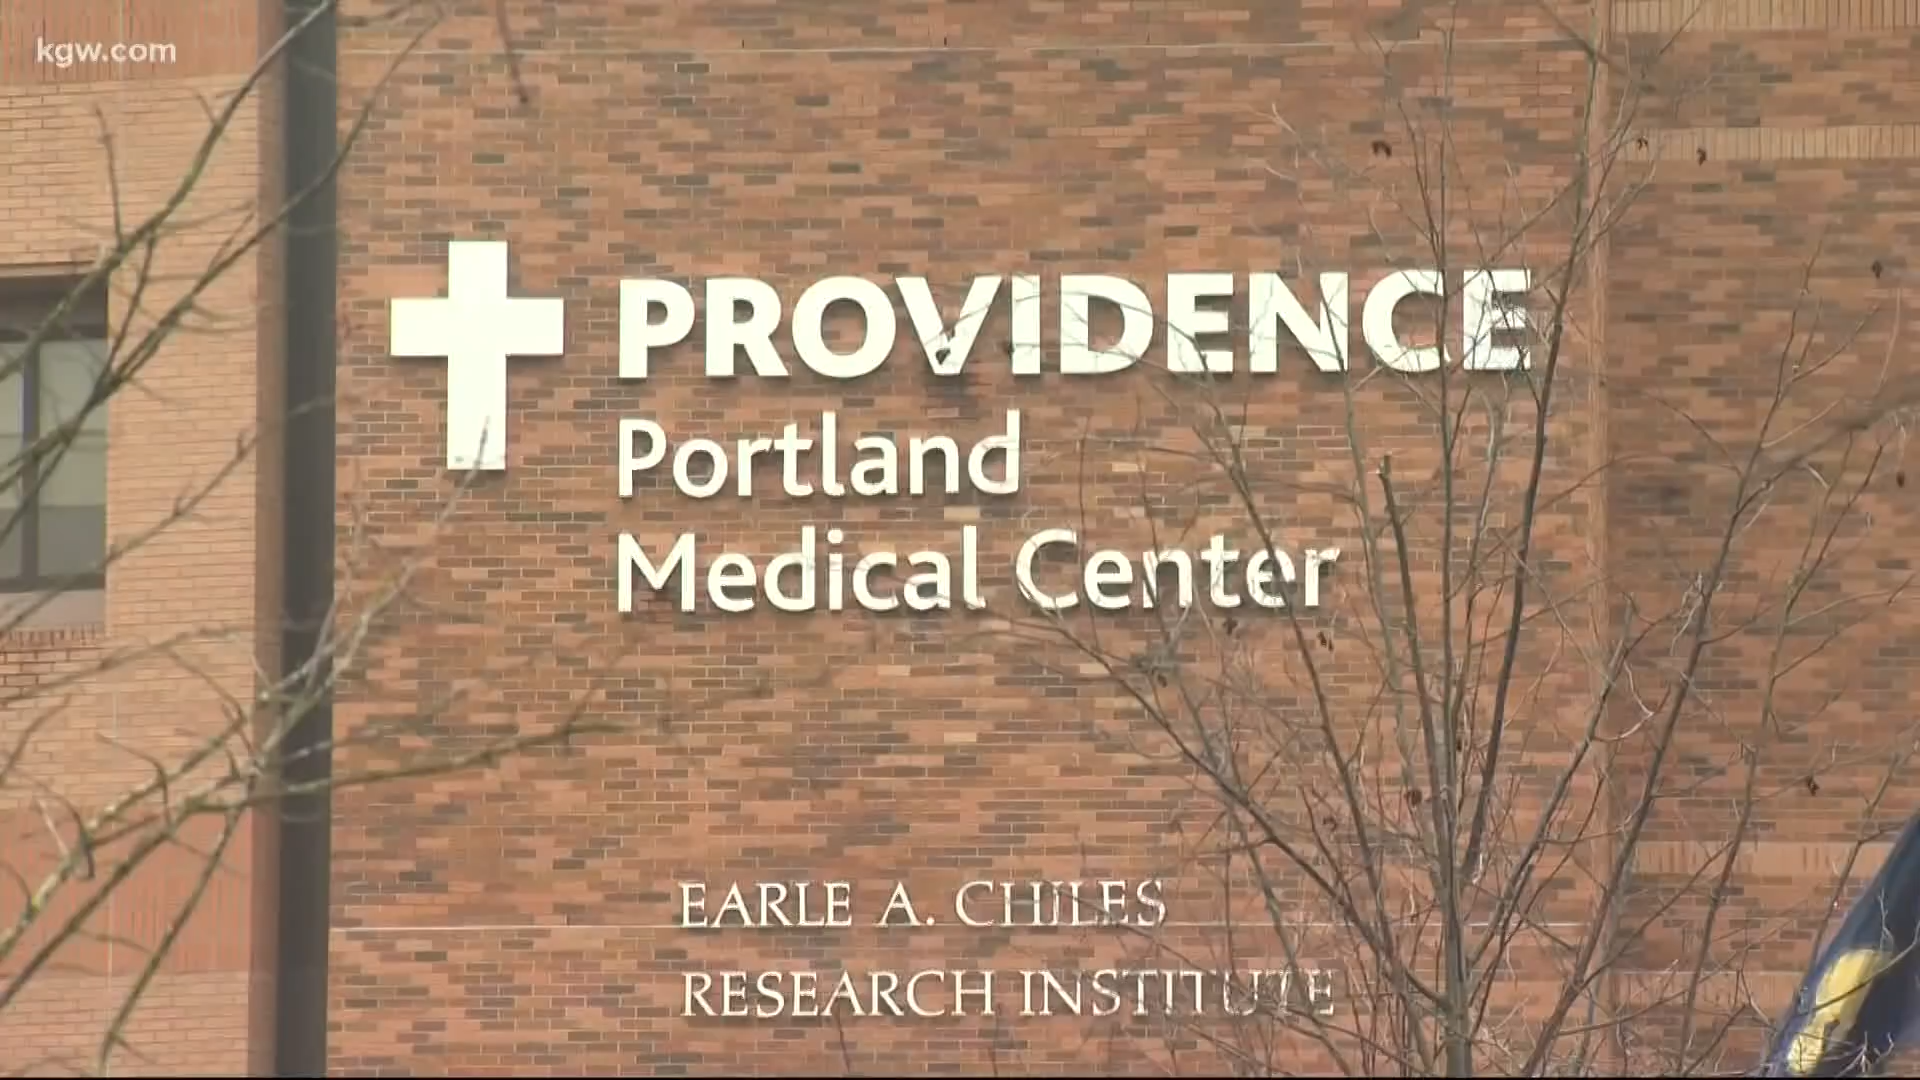 kgw.com
PROVIDENCE
Portland
Medical Center
EARLE A. CHILES
RESEARCH INSTITUTE